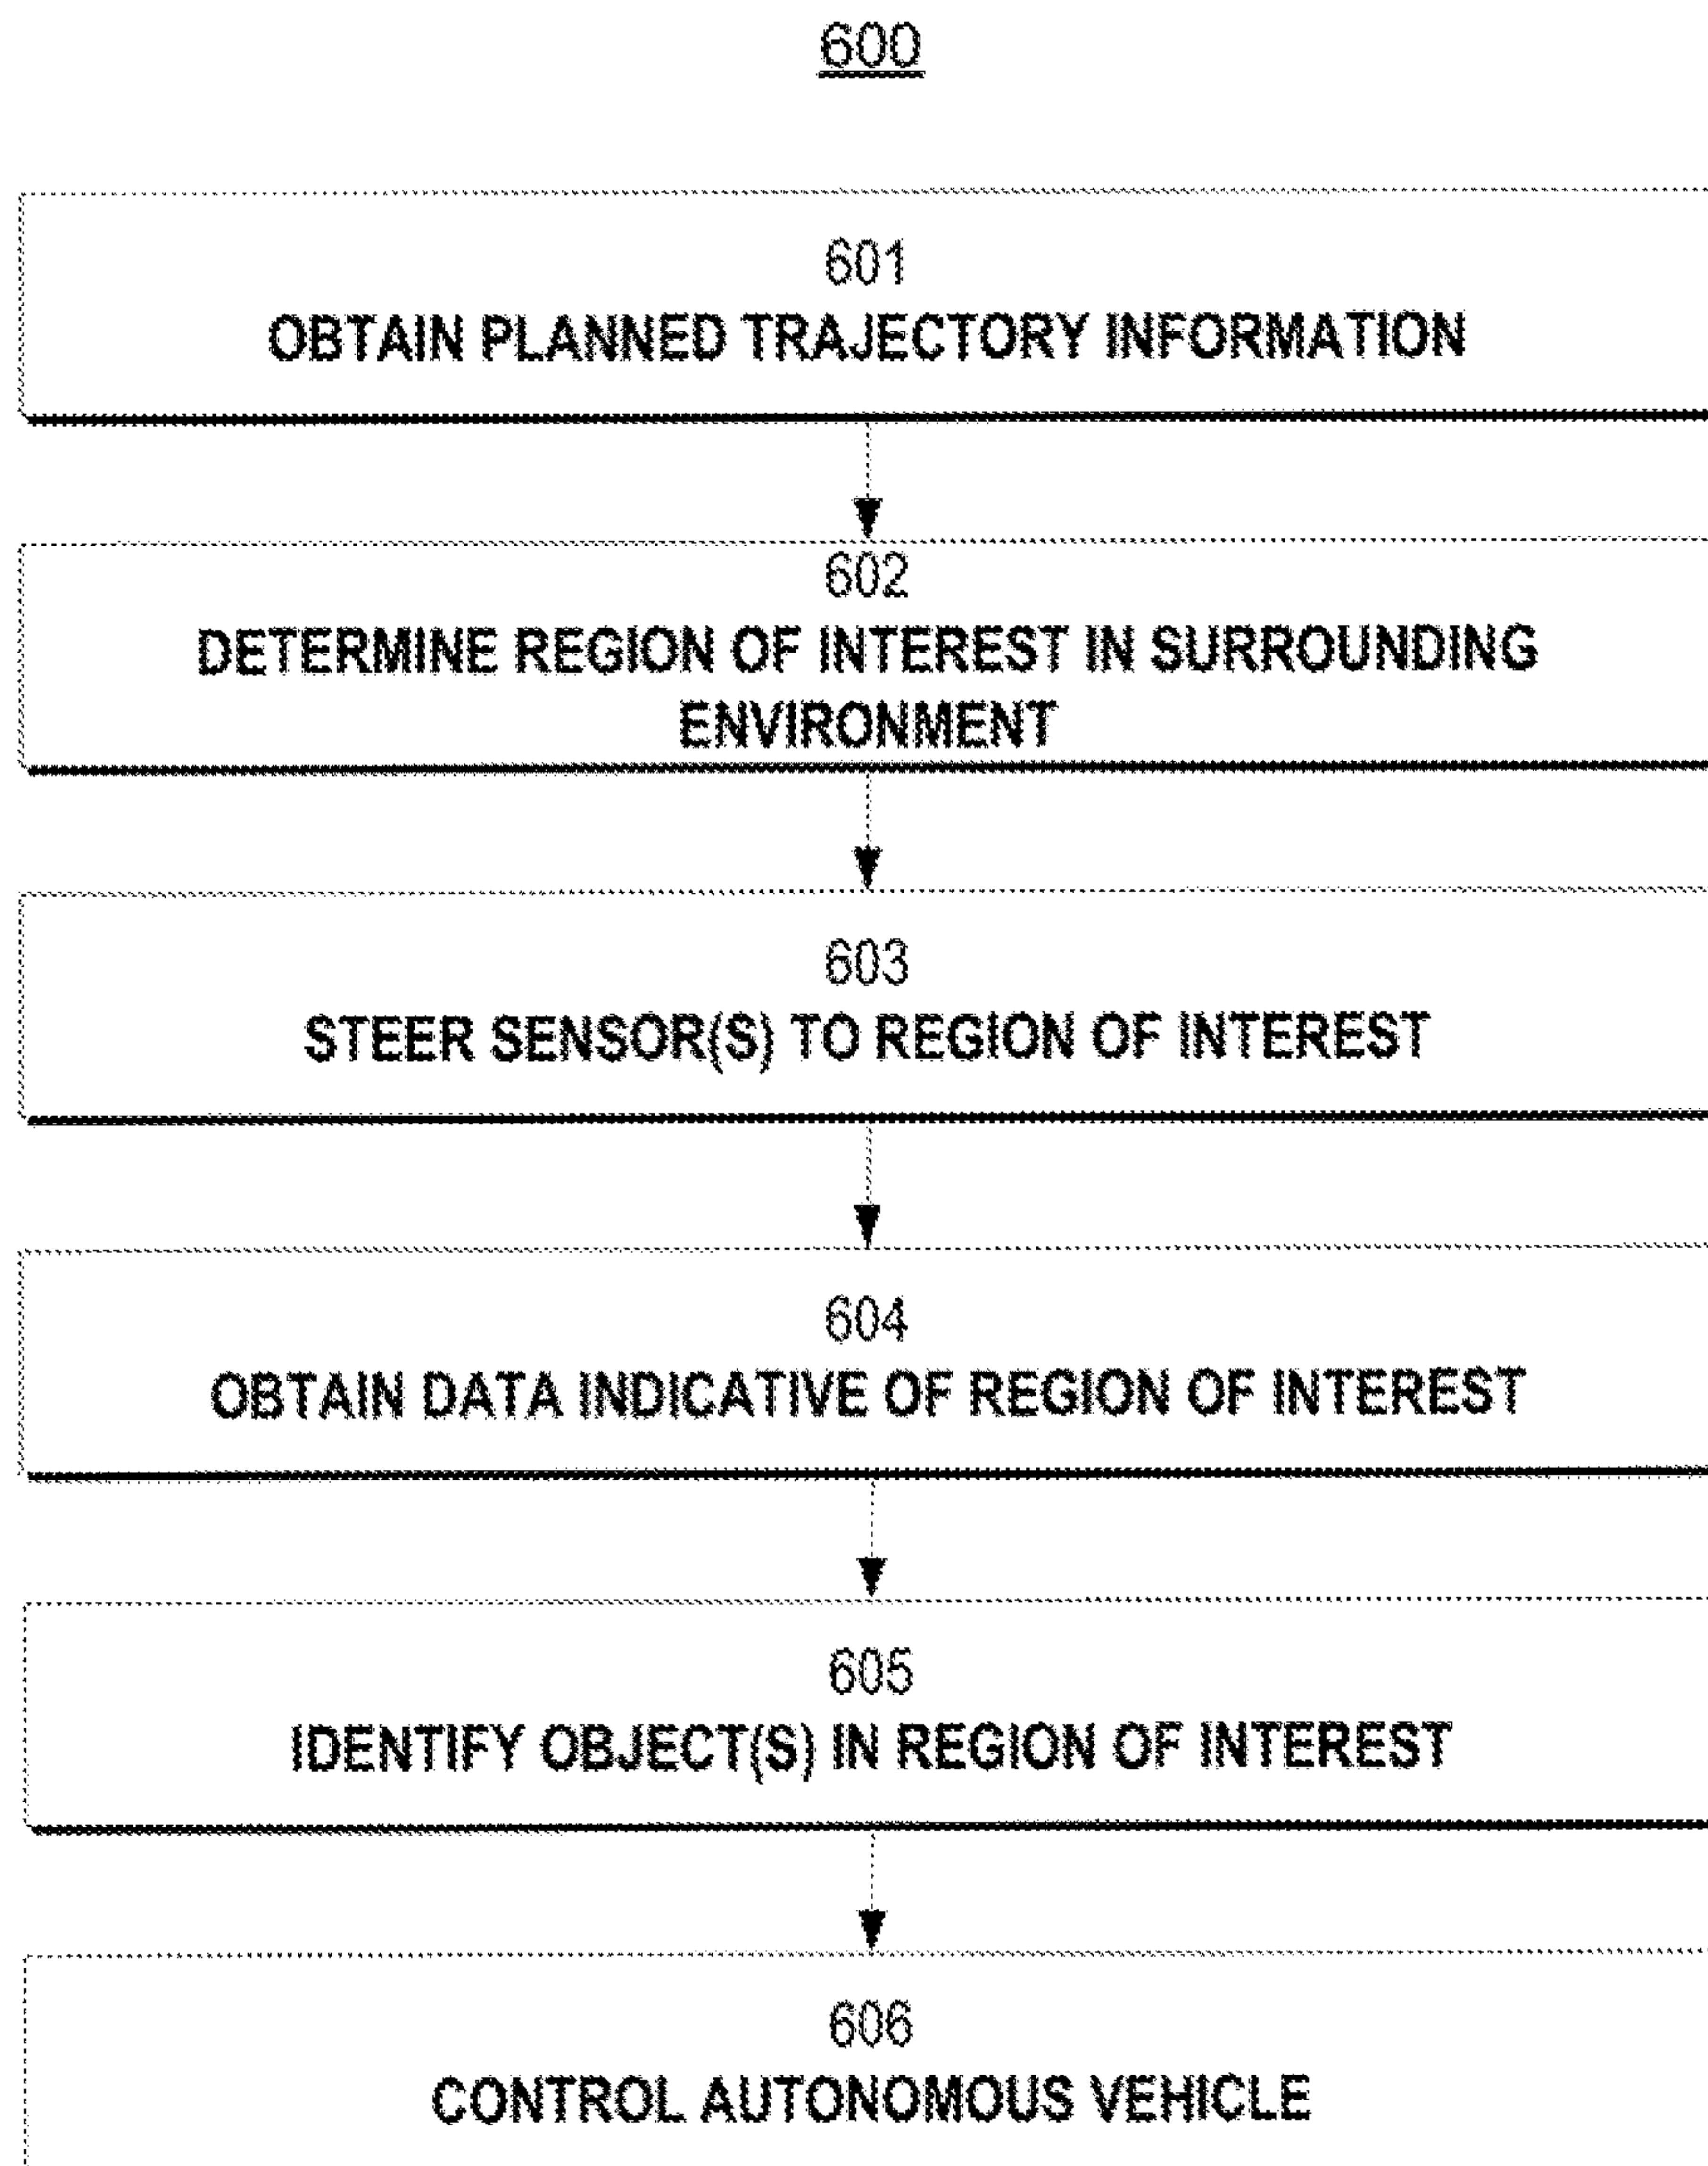 600
601
OBTAIN PLANNED TRAJECTORY INFORMATION
602
DETERMINE REGION OF INTEREST IN SURROUNDING
ENVIRONMENT
603
STEER SENSOR(S) TO REGION OF INTEREST
604
OBTAIN DATA INDICATIVE OF REGION OF INTEREST
605
IDENTIFY OBJECT(S) IN REGION OF INTEREST
606
CONTROL AUTONOMOUS VEHICLE